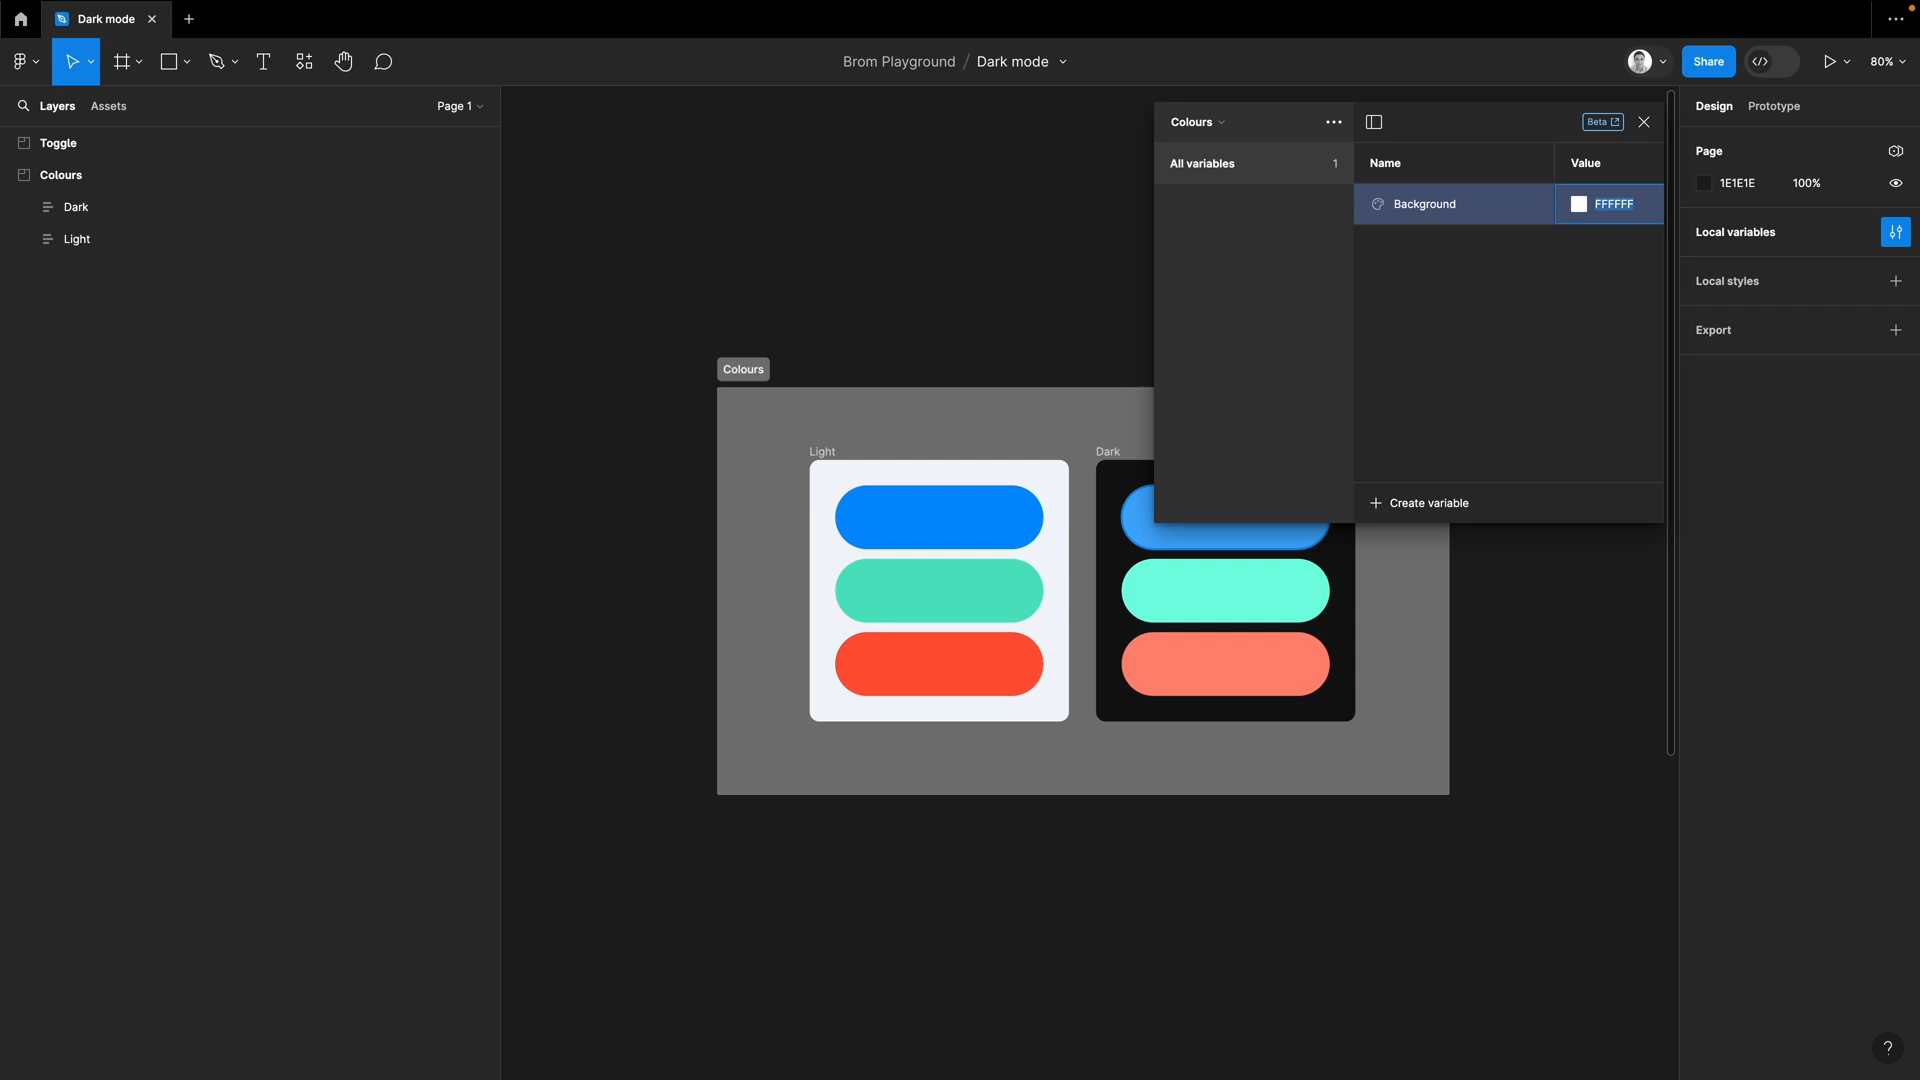 Dark mode
Brom Playground / Dark mode
Share
80%
Layers
Assets
Page 1
Toggle
Colours
Dark
Light
Colours
Light
Dark
Colours
Beta
All variables
1
Name
Value
Background
FFFFFF
Create variable
Design
Prototype
Page
1E1E1E
100%
Local variables
Local styles
Export
?